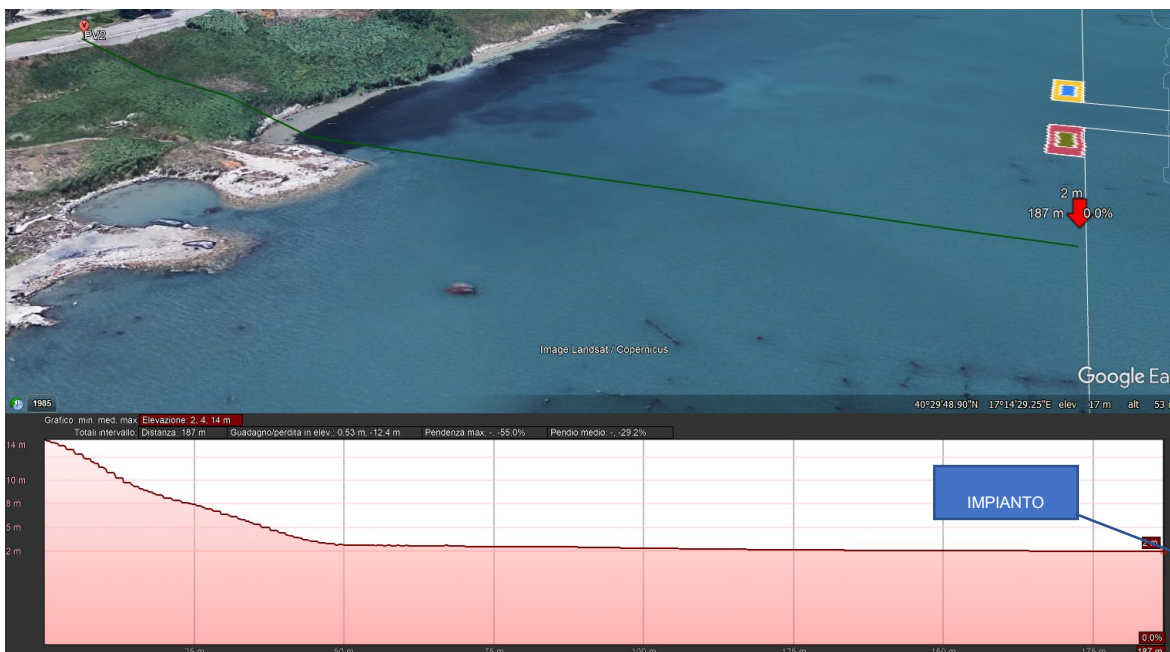 PV2
2 m
187 m 0.0%
Image Landsat / Copernicus
Google Ea
1985
40°29'48.90"N 17°14'29.25"E elev 17 m alt 53 m
Grafico: min. med. max Elevazione: 2, 4, 14 m
Totali intervallo: Distanza: 187 m Guadagno/perdita in elev.: 0,53 m, -12.4 m Pendenza max: -, -55.0% Pendio medio: -, -29.2%
14 m
10 m
8 m
5 m
2 m
IMPIANTO
2 m
0.0%
25 m 50 m 75 m 100 m 125 m 150 m 175 m 187 m